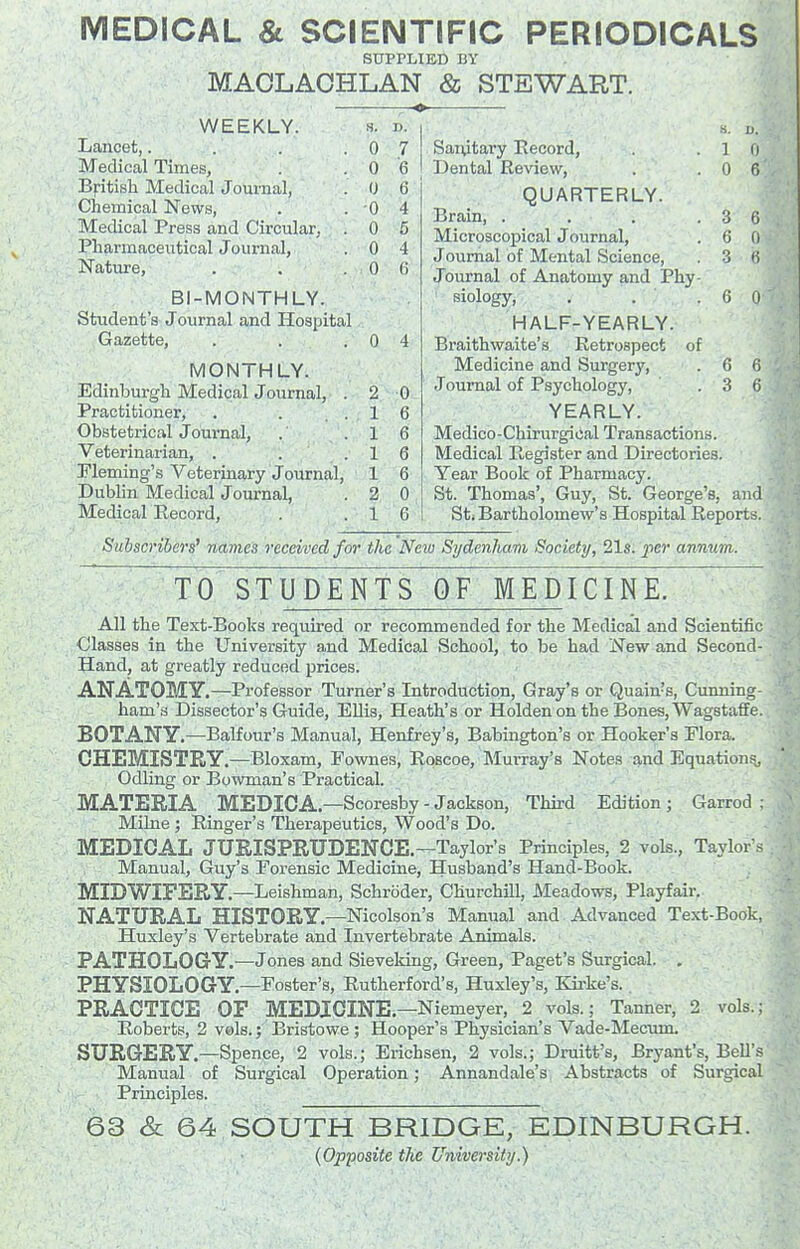 MEDICAL & SCIENTIFIC PERIODICALS
SUPPLIED BY
MACLACHLAN & STEWART.
WEEKLY. S. D.
Lancet, . . . . 0 7
Medical Times, . . 0 6
British Medical Journal, . 0 6
Chemical News, . . 0 4
Medical Press and Circular, . 0 5
Pharmaceutical Journal, . 0 4
Nature, . . . 0 6
BI-MONTHLY.
Student's Journal and Hospital
Gazette, . . . 0 4
MONTHLY.
Edinburgh Medical Journal, . 2 0
Practitioner, . . . 1 6
Obstetrical Journal, . . 1 6
Veterinarian, . . . 1 6
Fleming's Veterinary Journal, 1 6
Dublin Medical Journal, . 2 0
Medical Record, . . 1 6
S. D.
Sanitary Record, . . 1 0
Dental Review, . . 0 6
QUARTERLY.
Brain, . . . . 3 6
Microscopical Journal, . 6 0
Journal of Mental Science, . 3 6
Journal of Anatomy and Phy-
siology, . . . 6 0
HALF-YEARLY.
Braithwaite's Retrospect of
Medicine and Surgery, . 6 6
Journal of Psychology, . 3 6
YEARLY.
Medico-Chirurgical Transactions.
Medical Register and Directories.
Year Book of Pharmacy.
St. Thomas', Guy, St. George's, and
St. Bartholomew's Hospital Reports.
Subscribers' names received for the New Sydenham Society, 21s. per annum.
TO STUDENTS OF MEDICINE.
All the Text-Books required or recommended for the Medical and Scientific
Classes in the University and Medical School, to be had New and Second-
Hand, at greatly reduced prices.
ANATOMY.—Professor Turner's Introduction, Gray's or Quain's, Cunning-
ham's Dissector's Guide, Ellis, Heath's or Holden on the Bones, Wagstaffe.
BOTANY.—Balfour's Manual, Henfrey's, Babington's or Hooker's Flora.
CHEMISTRY.—Bloxam, Fownes, Roscoe, Murray's Notes and Equations,
Odling or Bowman's Practical.
MATERIA MEDICA.—Scoresby-Jackson, Third Edition; Garrod;
Milne; Ringer's Therapeutics, Wood's Do.
MEDICAL JURISPRUDENCE.—Taylor's Principles, 2 vols., Taylor's
Manual, Guy's Forensic Medicine, Husband's Hand-Book.
MIDWIFERY.—Leishman, Schröder, Churchill, Meadows, Playfair.
NATURAL HISTORY.—Nicolson's Manual and Advanced Text-Book,
Huxley's Vertebrate and Invertebrate Animals.
PATHOLOGY.—Jones and Sieveking, Green, Paget's Surgical. .
PHYSIOLOGY.—Foster's, Rutherford's, Huxley's, Kirke's.
PRACTICE OF MEDICINE.—Niemeyer, 2 vols.; Tanner, 2 vols.;
Roberts, 2 vols.; Bristowe; Hooper's Physician's Vade-Mecum.
SURGERY.—Spence, 2 vols.; Erichsen, 2 vols.; Druitt's, Bryant's, Bell's
Manual of Surgical Operation; Annandale's Abstracts of Surgical
Principles.
63 & 64 SOUTH BRIDGE, EDINBURGH.
(Opposite the University.)